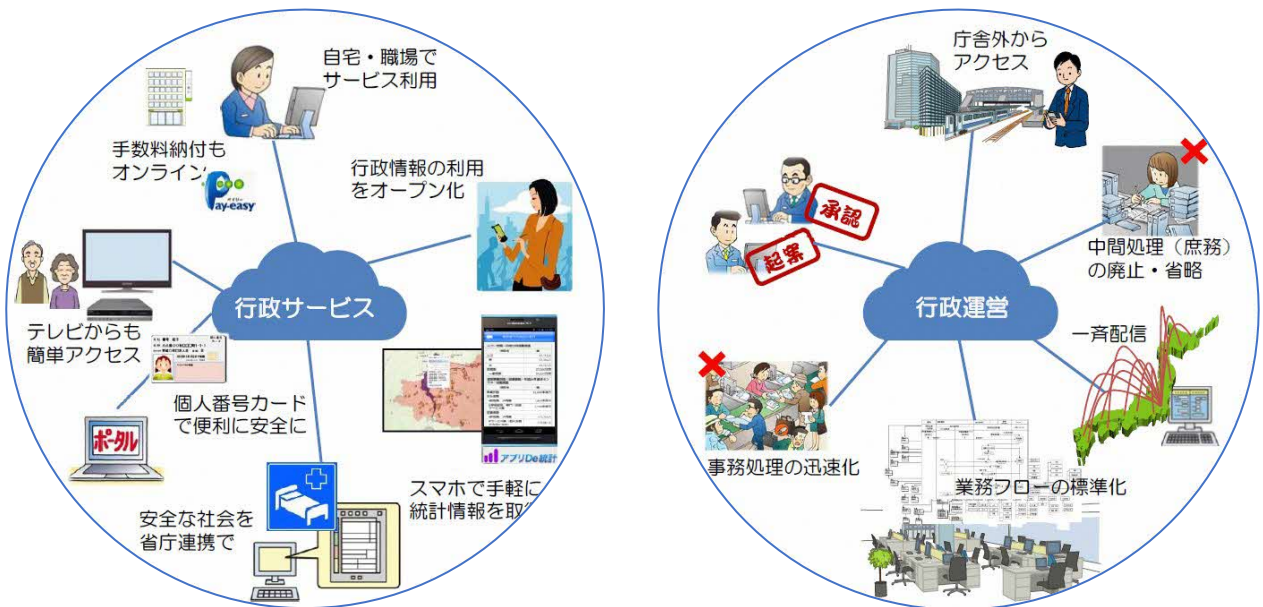 自宅・職場で
サービス利用
手数料納付も
オンライン
Pay-easy
行政情報の利用
をオープン化
行政サービス
テレビからも
簡単アクセス
個人番号カード
で便利に安全に
ポータル
アプリDe統計
スマホで手軽に
統計情報を取
安全な社会を
省庁連携で
庁舎外から
アクセス
承認
起案
中間処理（庶務）
の廃止・省略
行政運営
一斉配信
事務処理の迅速化
業務フローの標準化